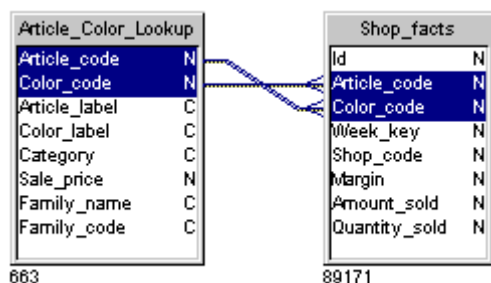 Article_Color_Lookup
Article_code N
Color_code N
Article_label C
Color_label C
Category C
Sale_price N
Family_name C
Family_code C
663
Shop_facts
Id N
Article_code N
Color_code N
Week_key N
Shop_code N
Margin N
Amount_sold N
Quantity_sold N
89171